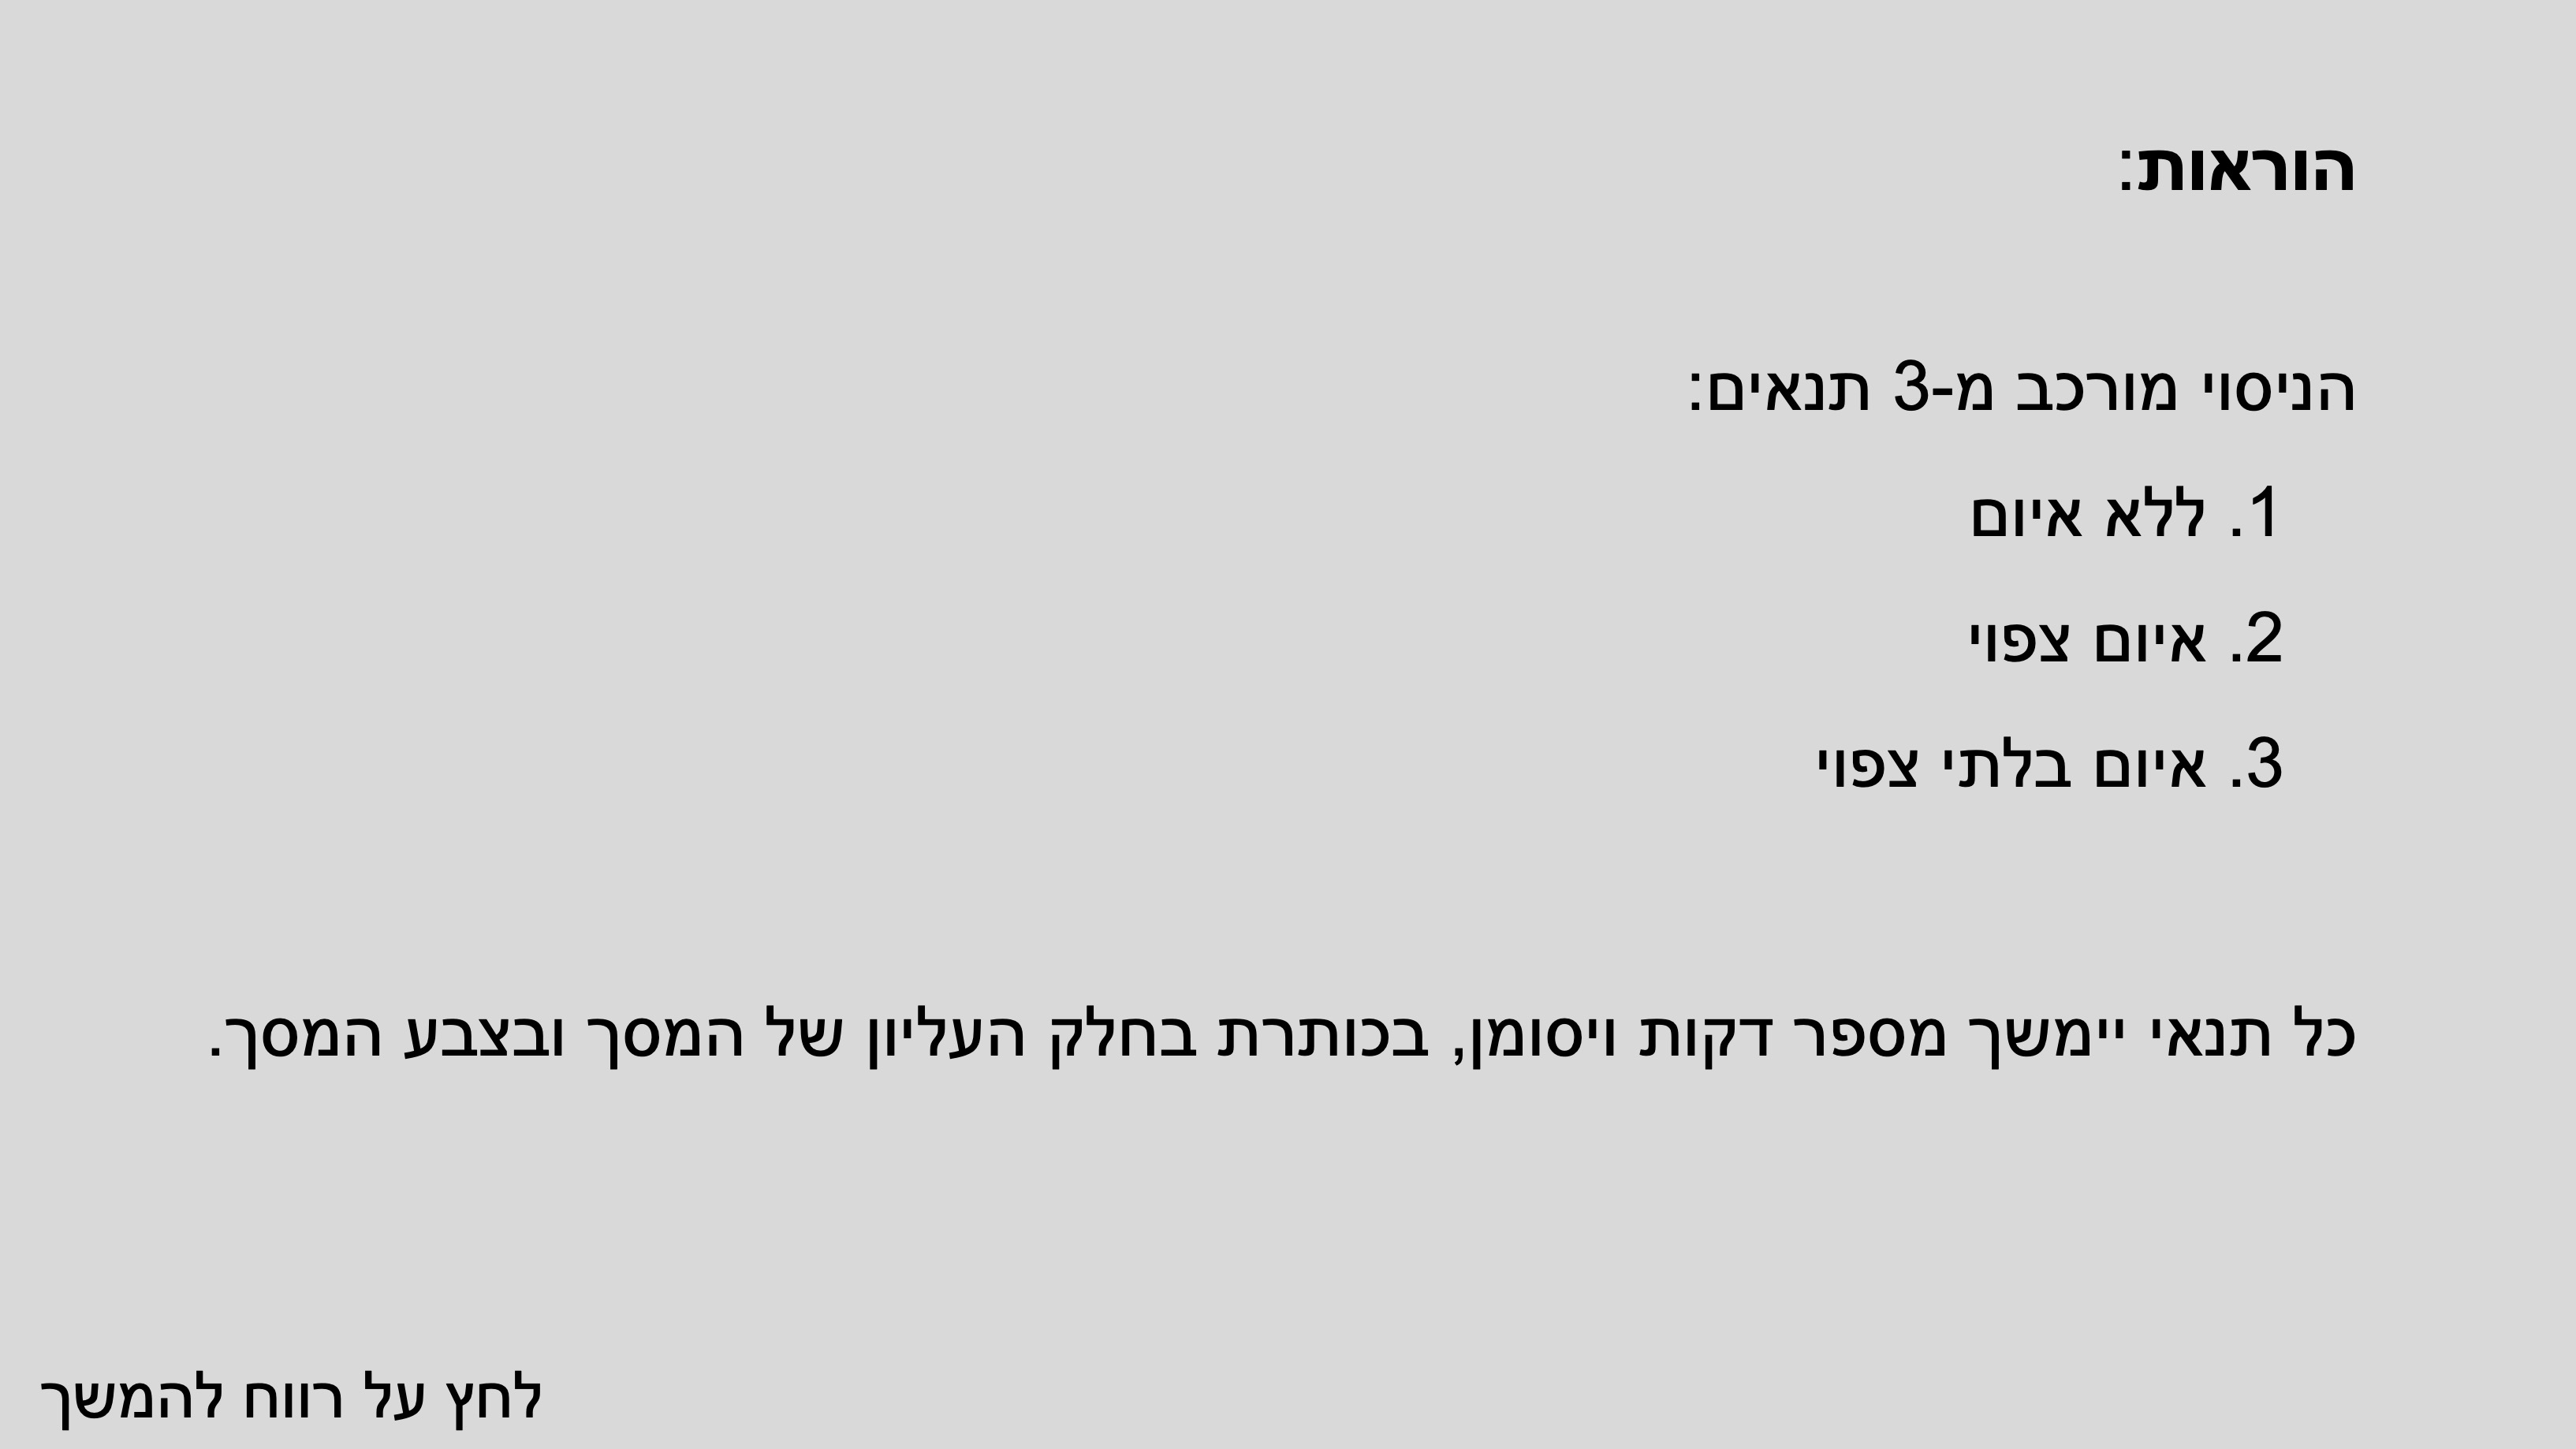 הוראות:
הניסוי מורכב מ-3 תנאים:
1. ללא איום
2. איום צפוי
3. איום בלתי צפוי
כל תנאי יימשך מספר דקות ויסומן, בכותרת בחלק העליון של המסך ובצבע המסך.
לחץ על רווח להמשך